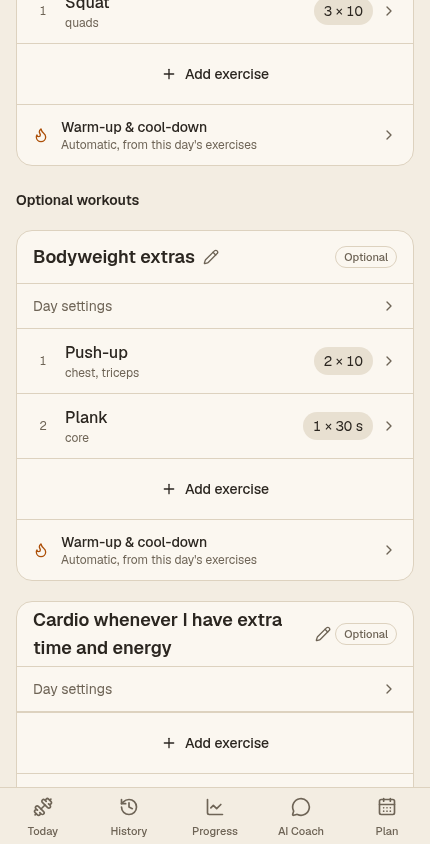 1 Squat 3 × 10
quads
+ Add exercise
Warm-up & cool-down
Automatic, from this day's exercises
Optional workouts
Bodyweight extras Optional
Day settings
1 Push-up 2 × 10
chest, triceps
2 Plank 1 × 30 s
core
+ Add exercise
Warm-up & cool-down
Automatic, from this day's exercises
Cardio whenever I have extra
time and energy Optional
Day settings
+ Add exercise
Today History Progress AI Coach Plan